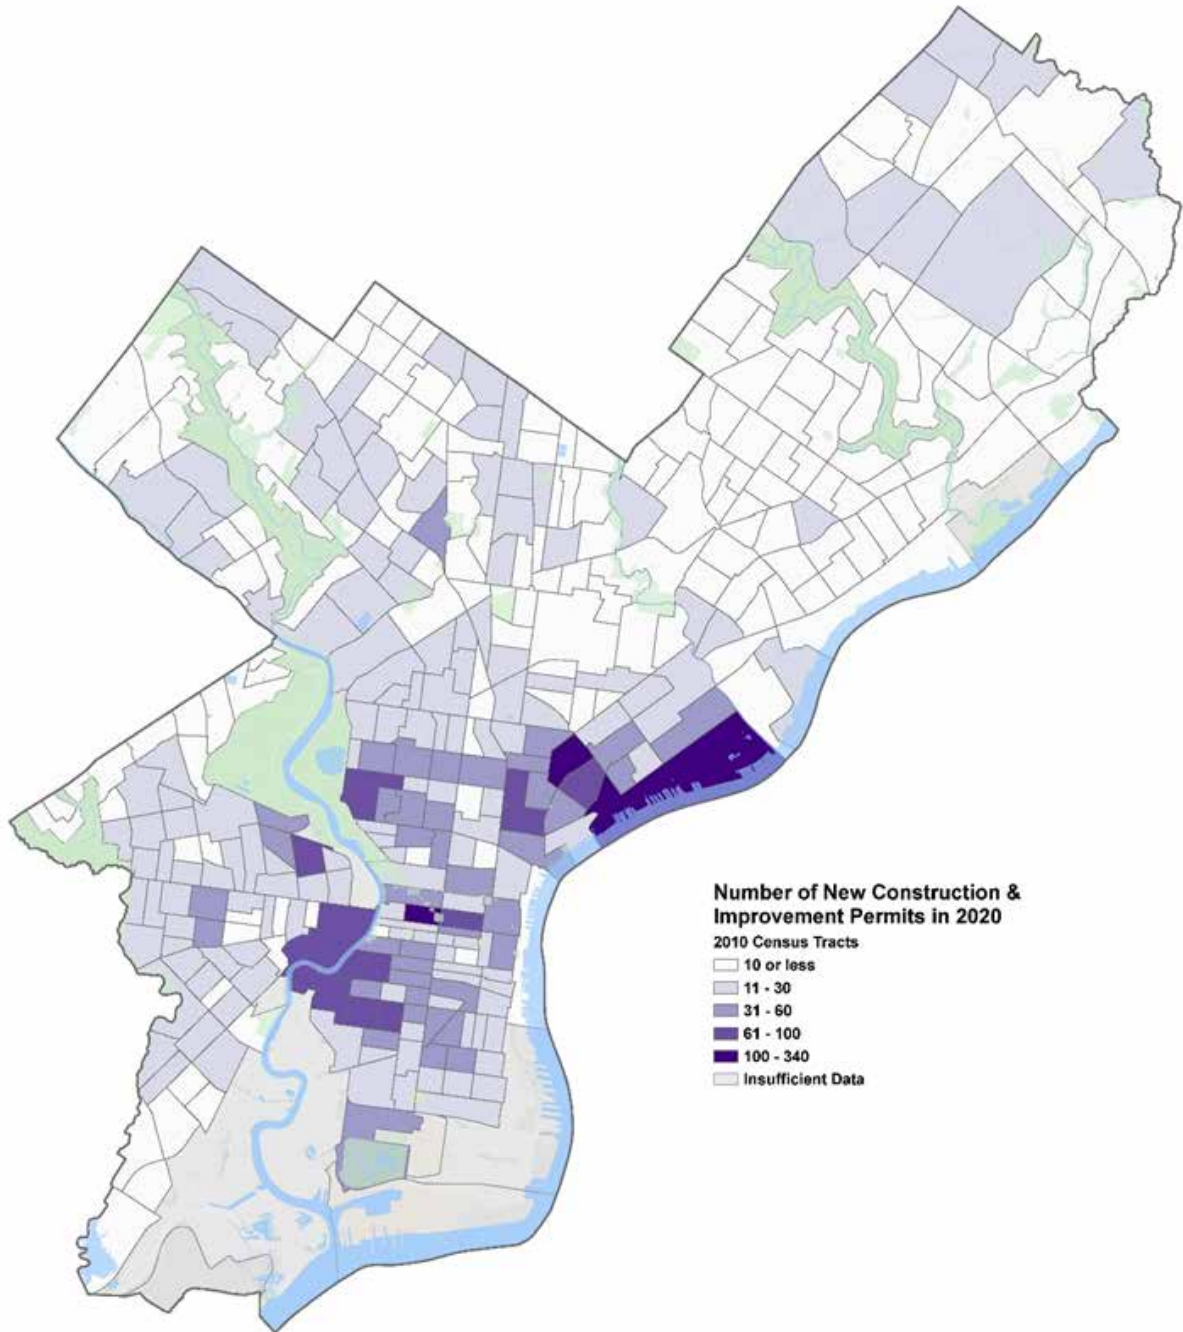 Number of New Construction &
Improvement Permits in 2020
2010 Census Tracts
10 or less
11 - 30
31 - 60
61 - 100
100 - 340
Insufficient Data